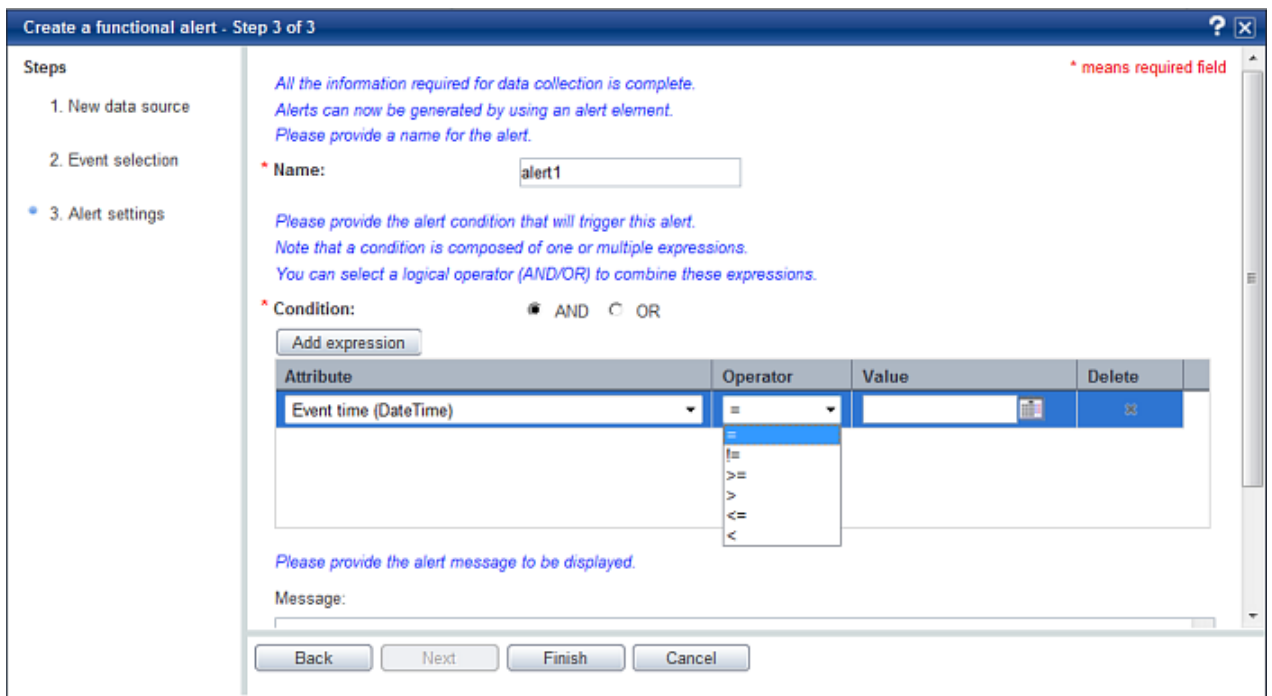 Create a functional alert - Step 3 of 3
?
Steps
1. New data source
2. Event selection
3. Alert settings
* means required field
All the information required for data collection is complete.
Alerts can now be generated by using an alert element.
Please provide a name for the alert.
* Name: alert1
Please provide the alert condition that will trigger this alert.
Note that a condition is composed of one or multiple expressions.
You can select a logical operator (AND/OR) to combine these expressions.
* Condition: AND OR
Add expression
Attribute Operator Value Delete
Event time (DateTime) =
=
!=
>=
>
<=
<
Please provide the alert message to be displayed.
Message:
Back Next Finish Cancel